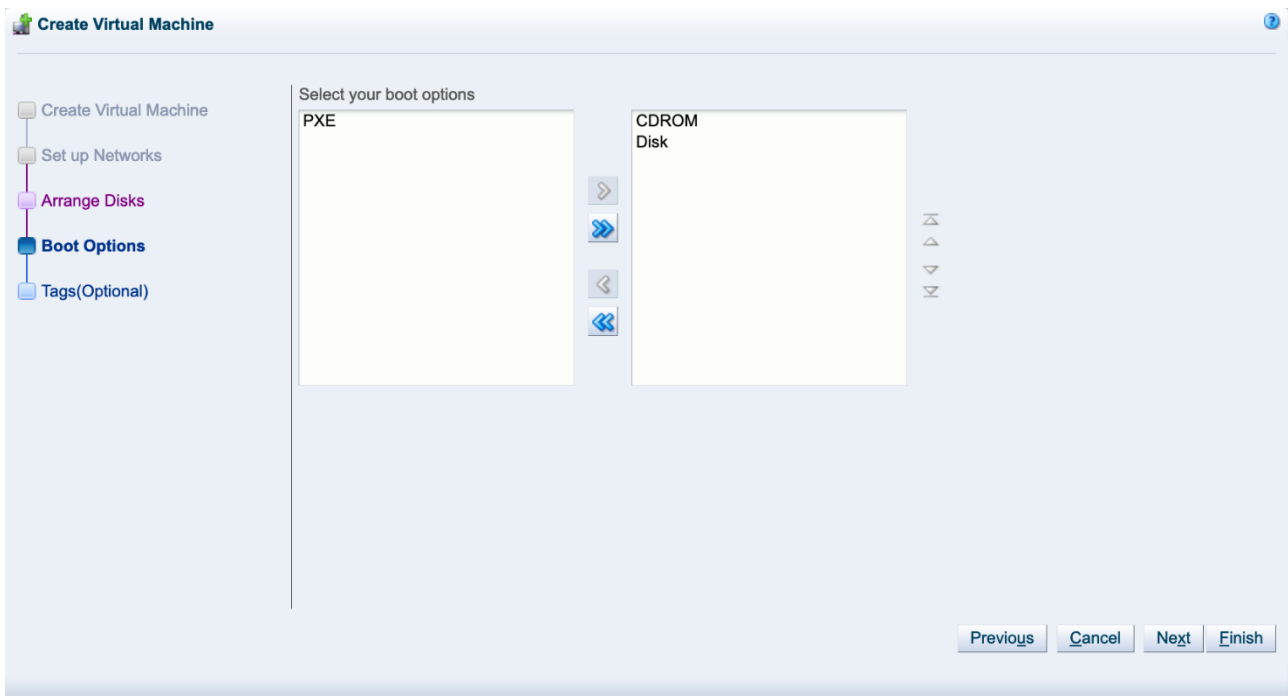 Create Virtual Machine
Create Virtual Machine
Set up Networks
Arrange Disks
Boot Options
Tags(Optional)
Select your boot options
PXE
CDROM
Disk
Previous
Cancel
Next
Finish